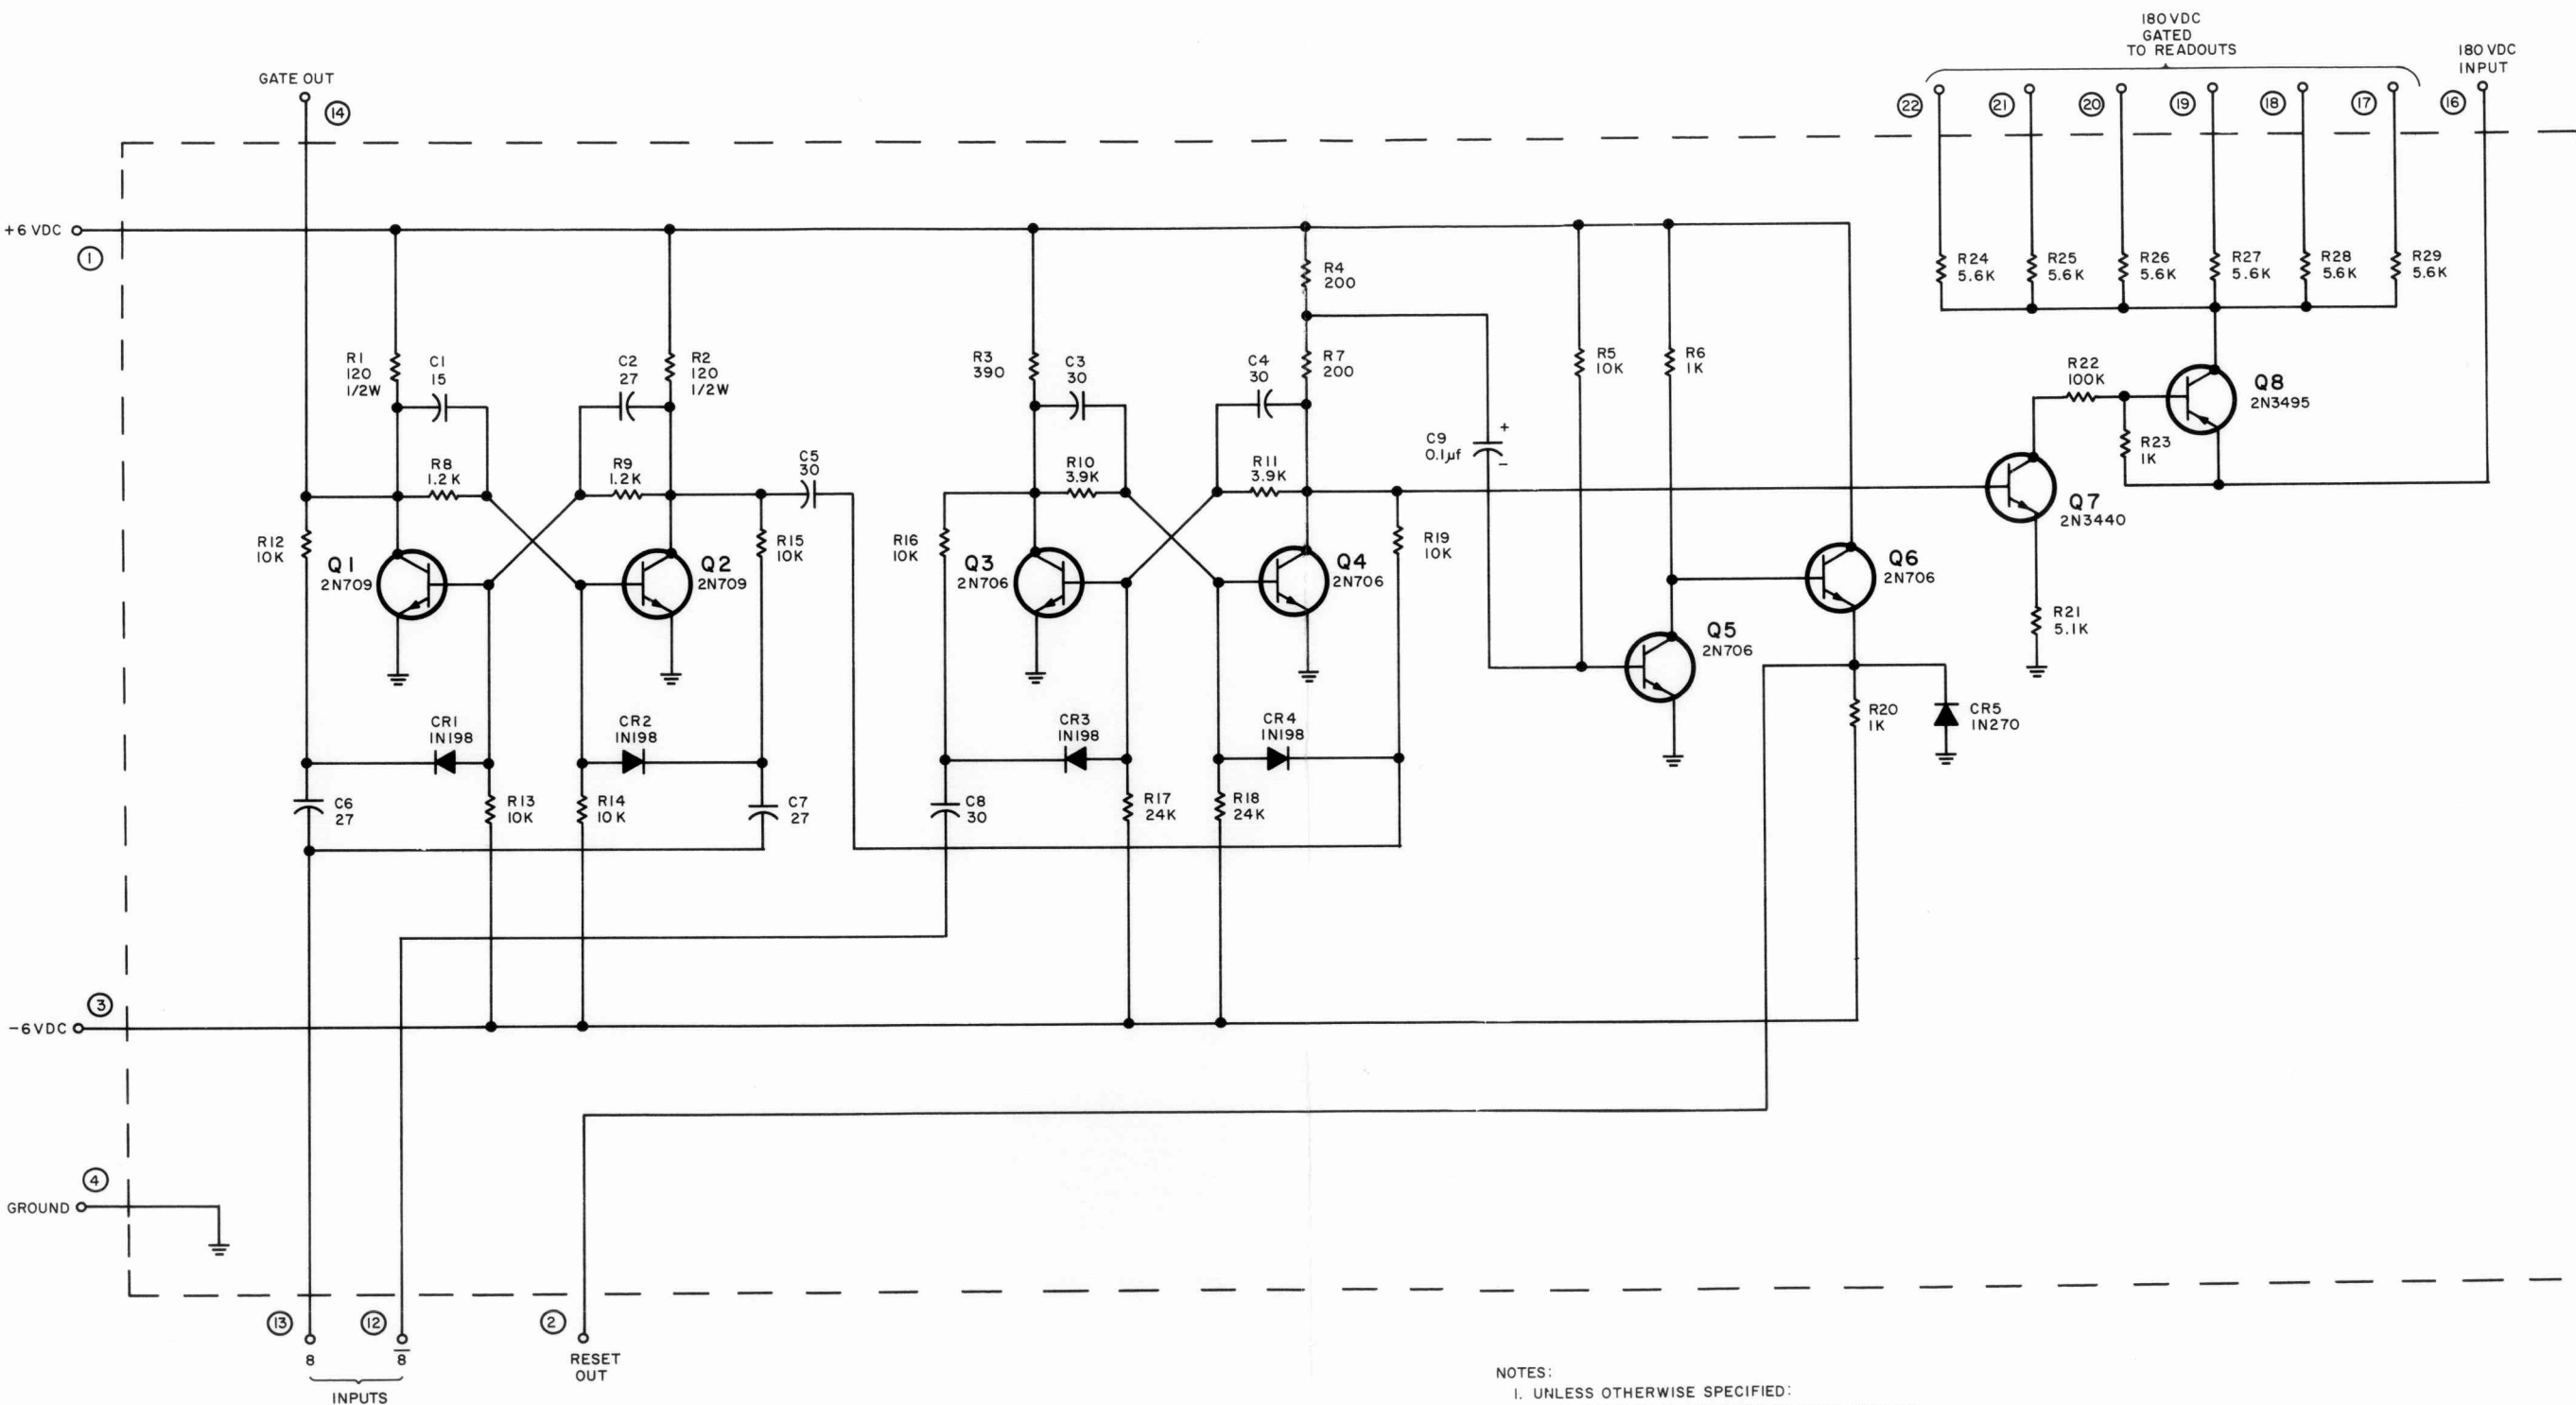 180 VDC
GATED
TO READOUTS
180 VDC
INPUT
GATE OUT
14
22
21
20
19
18
17
16
+6 VDC
1
R24
5.6K
R25
5.6K
R26
5.6K
R27
5.6K
R28
5.6K
R29
5.6K
R4
200
R1
120
1/2W
C1
15
C2
27
R2
120
1/2W
R3
390
C3
30
C4
30
R7
200
R5
10K
R6
1K
R22
100K
Q8
2N3495
C9
0.1µf
+
−
R23
1K
R8
1.2K
R9
1.2K
C5
30
R10
3.9K
R11
3.9K
Q7
2N3440
R12
10K
Q1
2N709
Q2
2N709
R15
10K
R16
10K
Q3
2N706
Q4
2N706
R19
10K
Q6
2N706
Q5
2N706
R21
5.1K
CR1
1N198
CR2
1N198
CR3
1N198
CR4
1N198
R20
1K
CR5
1N270
C6
27
R13
10K
R14
10K
C7
27
C8
30
R17
24K
R18
24K
3
−6VDC
4
GROUND
13
12
2
8
8̅
INPUTS
RESET
OUT
NOTES:
1. UNLESS OTHERWISE SPECIFIED: